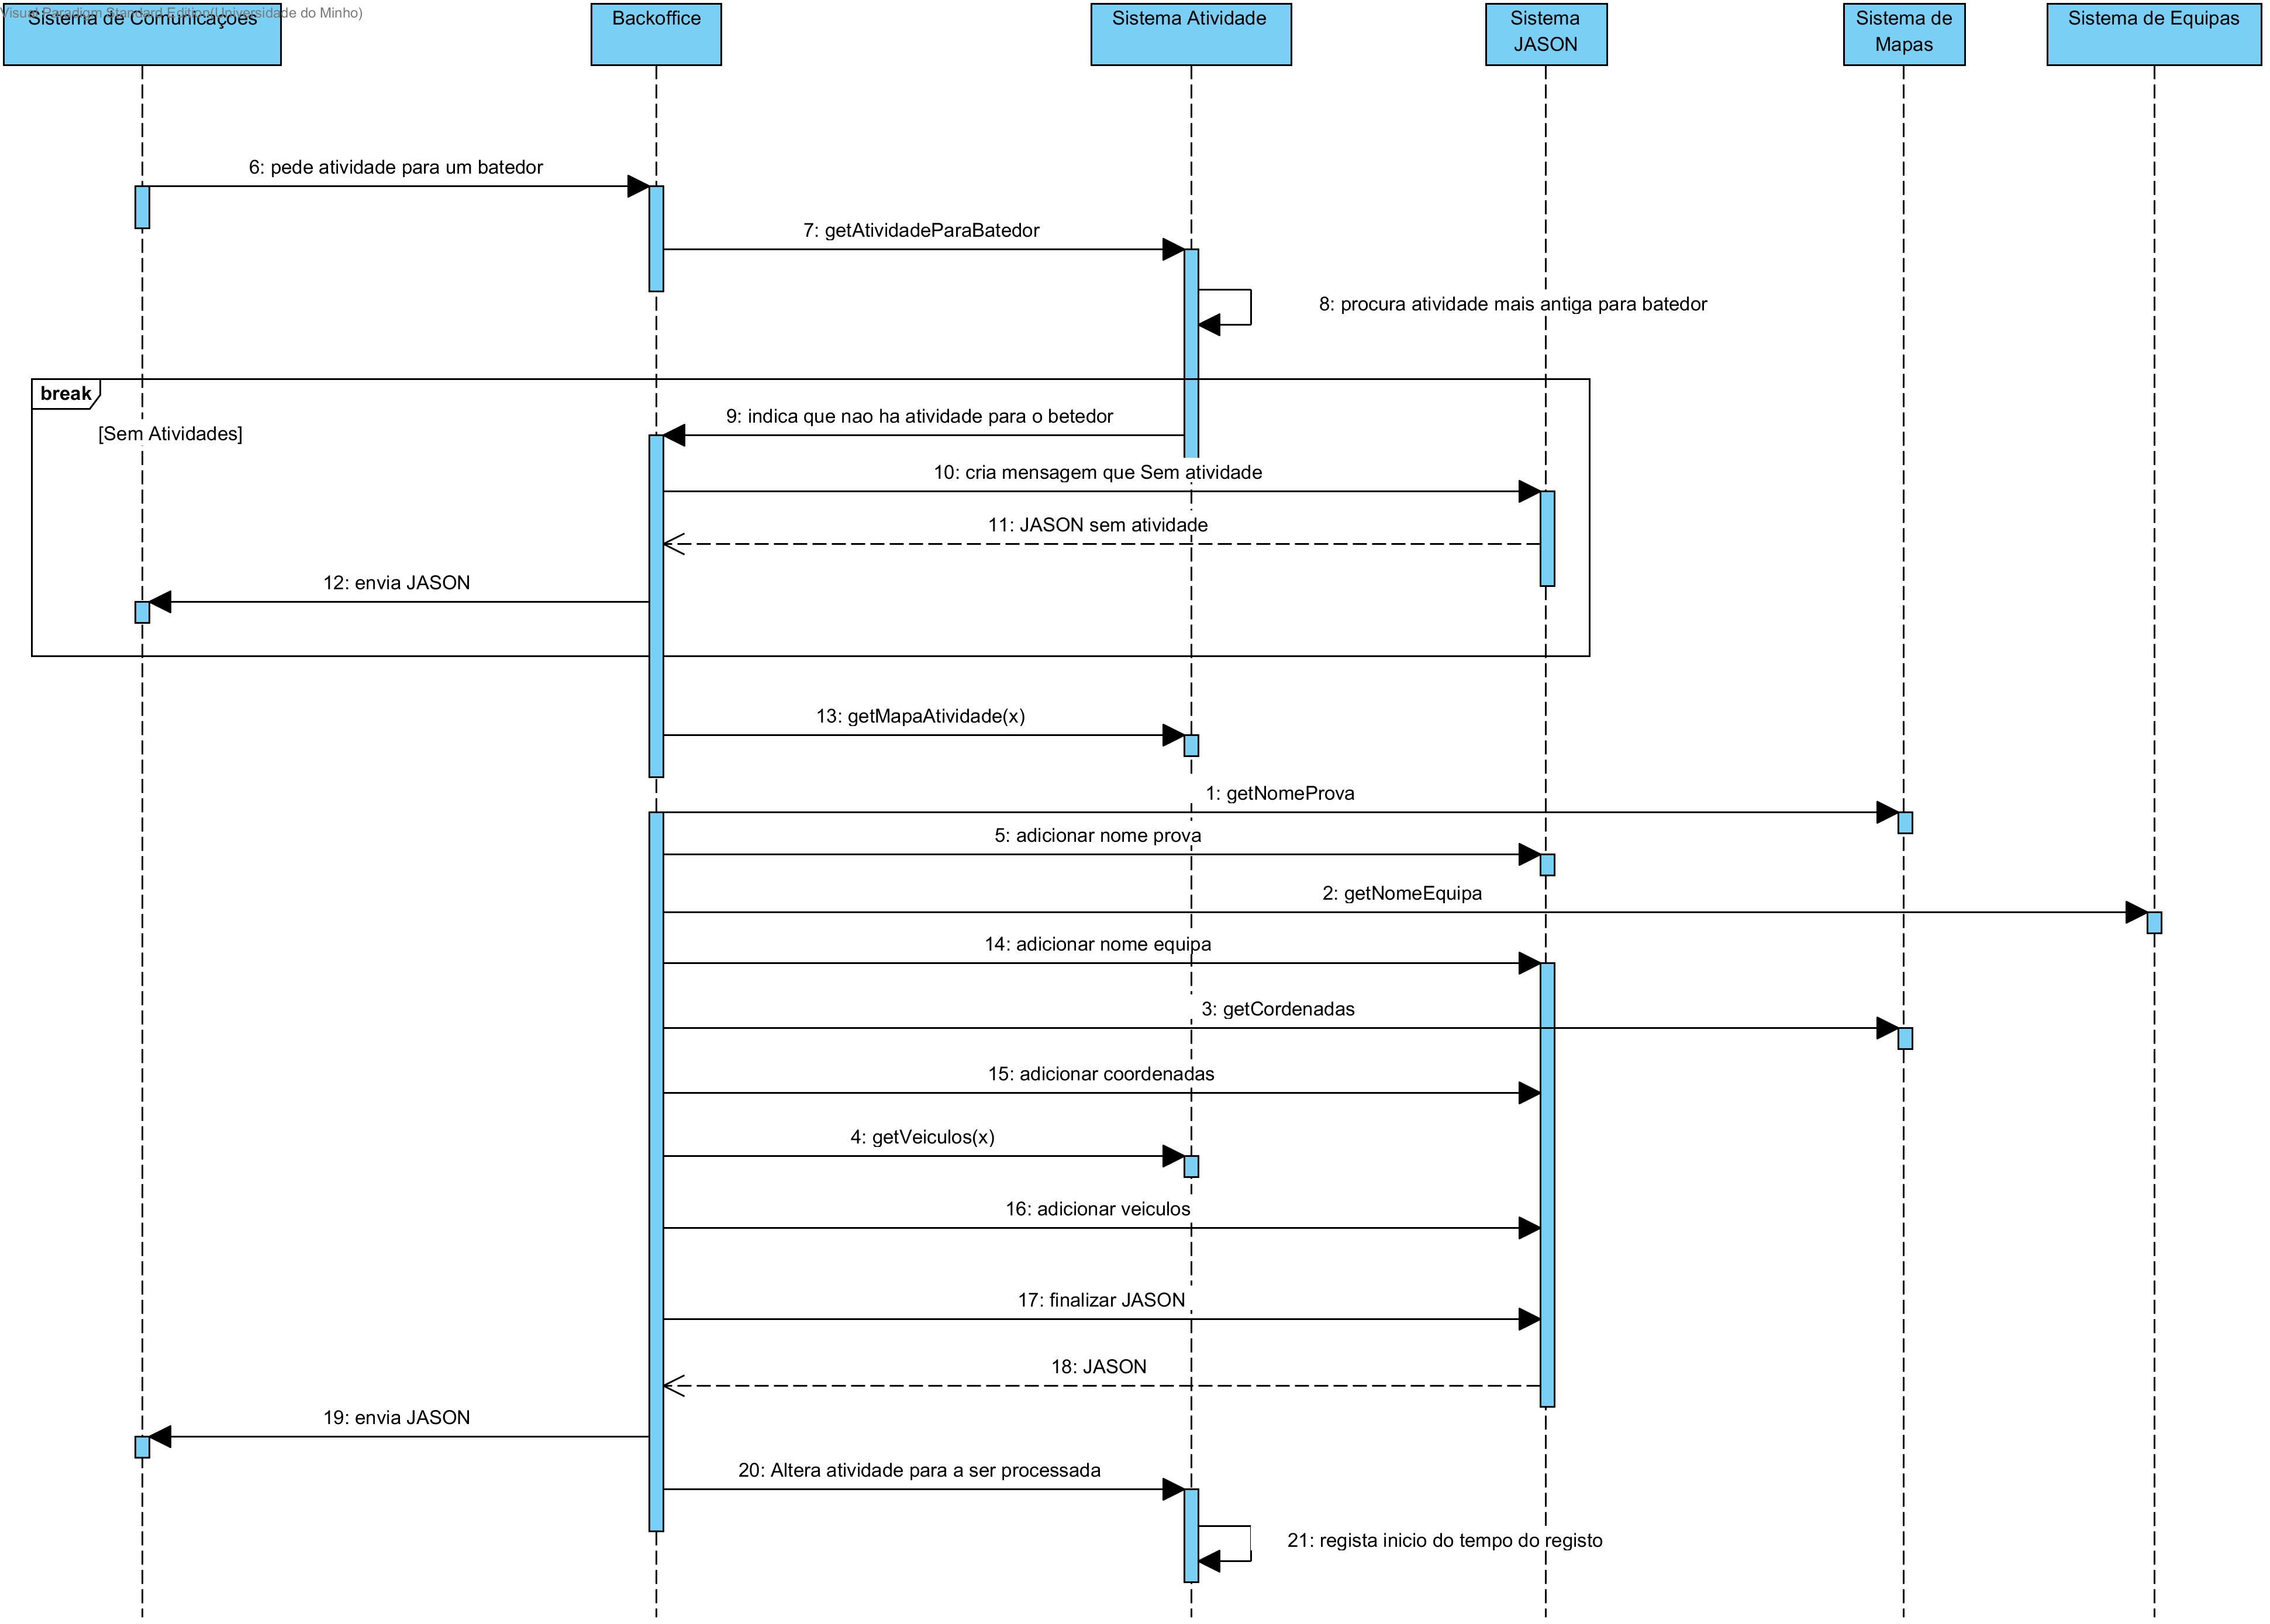 Visual Paradigm Standard Edition(Universidade do Minho)
Sistema de Comunicações
Backoffice
Sistema Atividade
Sistema
JASON
Sistema de
Mapas
Sistema de Equipas
6: pede atividade para um batedor
7: getAtividadeParaBatedor
8: procura atividade mais antiga para batedor
break
[Sem Atividades]
9: indica que nao ha atividade para o betedor
10: cria mensagem que Sem atividade
11: JASON sem atividade
12: envia JASON
13: getMapaAtividade(x)
1: getNomeProva
5: adicionar nome prova
2: getNomeEquipa
14: adicionar nome equipa
3: getCordenadas
15: adicionar coordenadas
4: getVeiculos(x)
16: adicionar veiculos
17: finalizar JASON
18: JASON
19: envia JASON
20: Altera atividade para a ser processada
21: regista inicio do tempo do registo